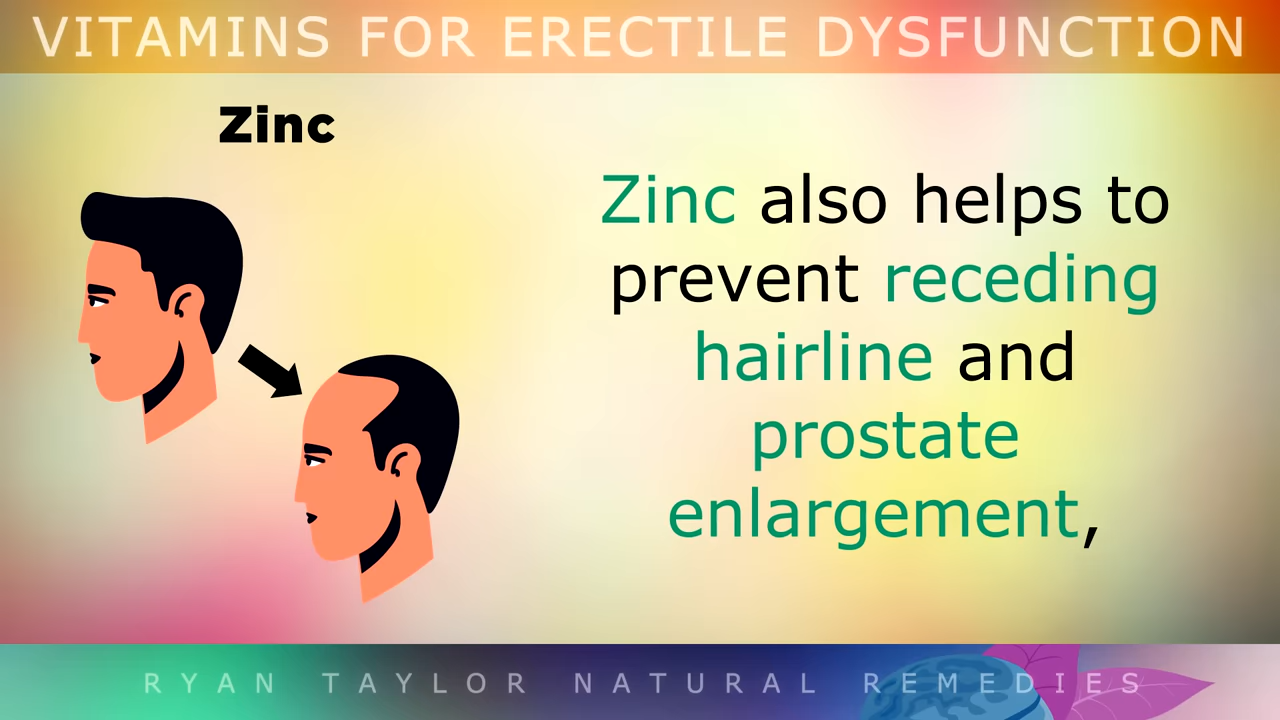 VITAMINS FOR ERECTILE DYSFUNCTION
Zinc
Zinc also helps to
prevent receding
hairline and
prostate
enlargement,
RYAN TAYLOR NATURAL REMEDIES